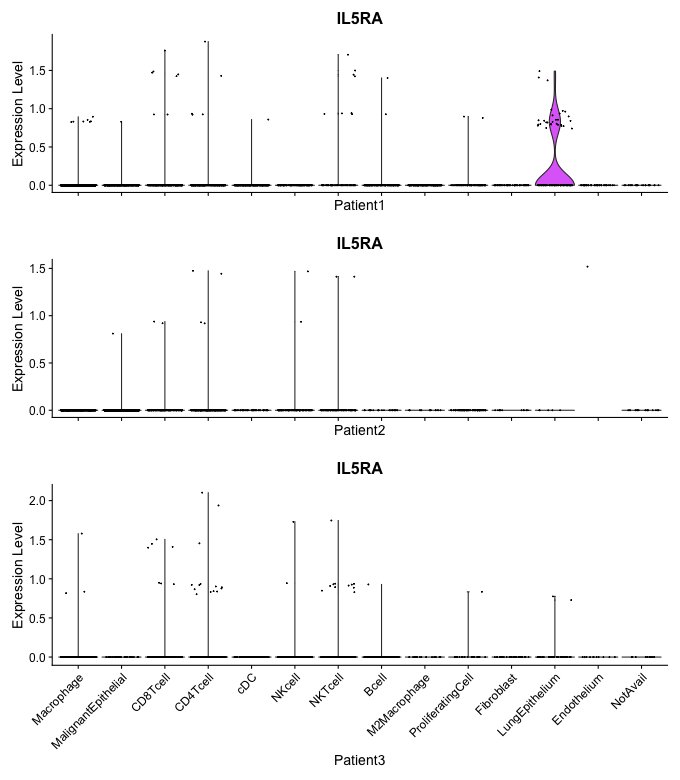 IL5RA
Expression Level
1.5
1.0
0.5
0.0
Patient1
IL5RA
Expression Level
1.5
1.0
0.5
0.0
Patient2
IL5RA
Expression Level
2.0
1.5
1.0
0.5
0.0
Macrophage
MalignantEpithelial
CD8Tcell
CD4Tcell
cDC
NKcell
NKTcell
Bcell
M2Macrophage
ProliferatingCell
Fibroblast
LungEpithelium
Endothelium
NotAvail
Patient3